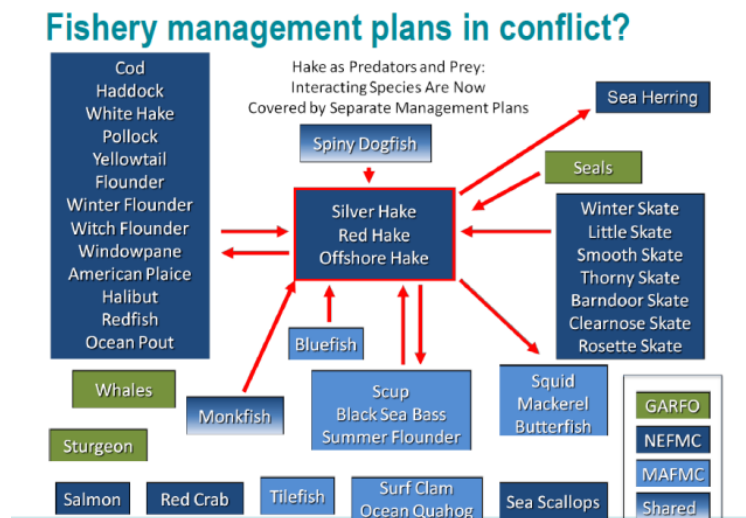 Fishery management plans in conflict?
Cod
Haddock
White Hake
Pollock
Yellowtail
Flounder
Winter Flounder
Witch Flounder
Windowpane
American Plaice
Halibut
Redfish
Ocean Pout
Hake as Predators and Prey:
Interacting Species Are Now
Covered by Separate Management Plans
Sea Herring
Spiny Dogfish
Seals
Silver Hake
Red Hake
Offshore Hake
Winter Skate
Little Skate
Smooth Skate
Thorny Skate
Barndoor Skate
Clearnose Skate
Rosette Skate
Bluefish
Whales
Monkfish
Scup
Black Sea Bass
Summer Flounder
Squid
Mackerel
Butterfish
Sturgeon
Salmon
Red Crab
Tilefish
Surf Clam
Ocean Quahog
Sea Scallops
GARFO
NEFMC
MAFMC
Shared